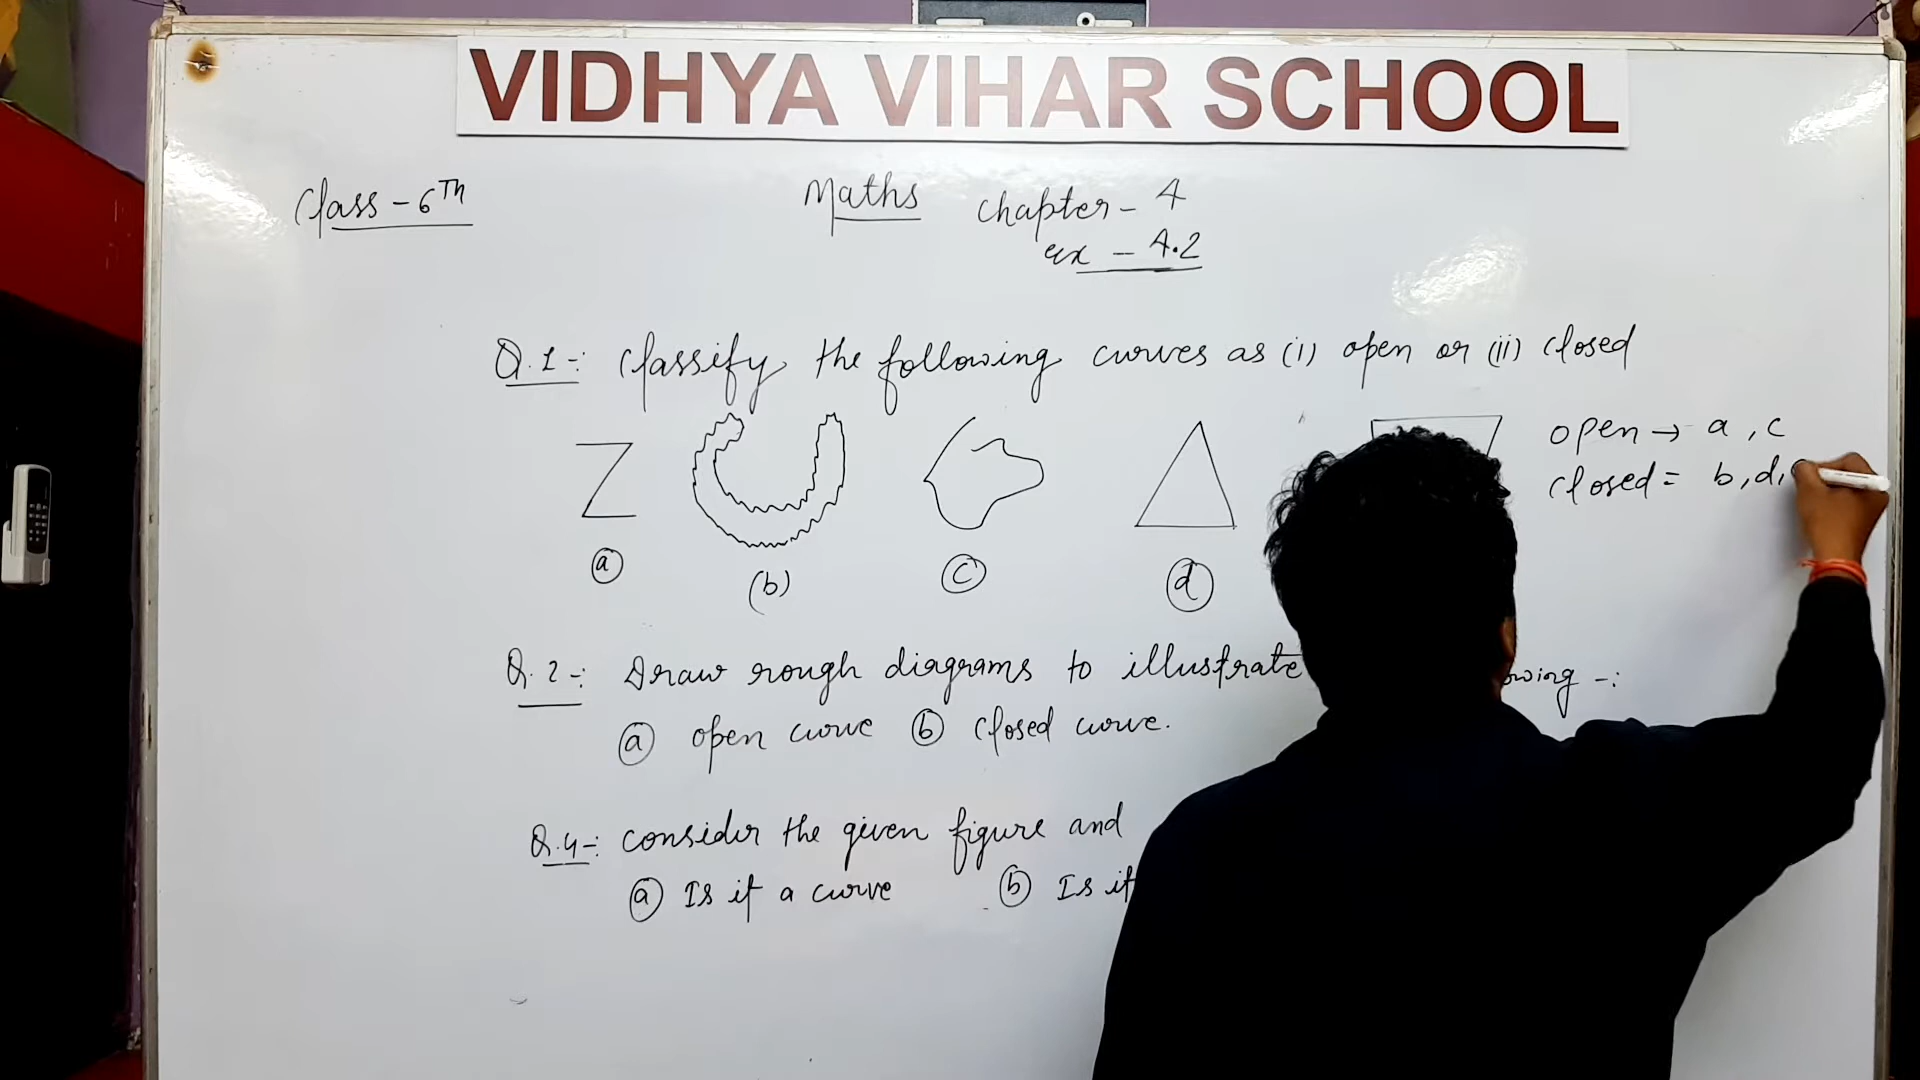 VIDHYA VIHAR SCHOOL
Class - 6Th
Maths
Chapter - 4
ex - 4.2
Q.1-: Classify the following curves as (i) open or (ii) closed
open → a, c
closed = b, d,
a
(b)
c
d
Q.2-: Draw rough diagrams to illustrate -:
a open curve b closed curve.
Q.4-: consider the given figure and
a Is it a curve b Is it